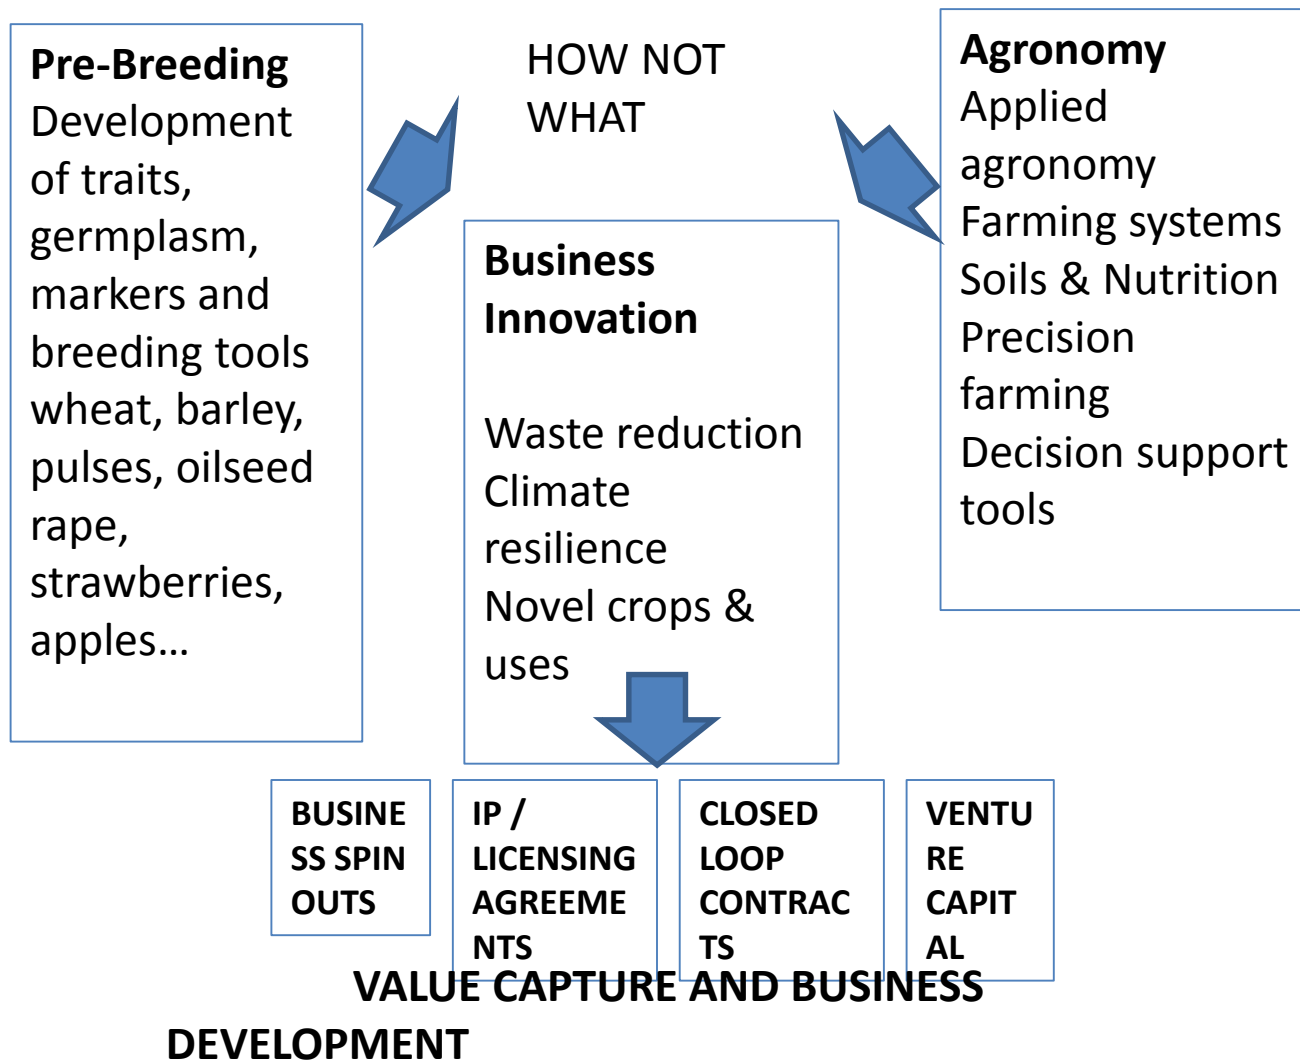 Pre-Breeding
Development
of traits,
germplasm,
markers and
breeding tools
wheat, barley,
pulses, oilseed
rape,
strawberries,
apples…
HOW NOT
WHAT
Business
Innovation
Waste reduction
Climate
resilience
Novel crops &
uses
Agronomy
Applied
agronomy
Farming systems
Soils & Nutrition
Precision
farming
Decision support
tools
BUSINE
SS SPIN
OUTS
IP /
LICENSING
AGREEME
NTS
CLOSED
LOOP
CONTRAC
TS
VENTU
RE
CAPIT
AL
VALUE CAPTURE AND BUSINESS
DEVELOPMENT